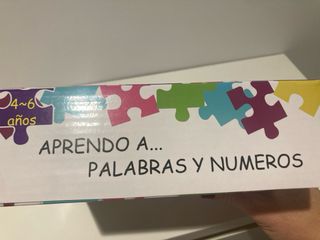 4~6
años
APRENDO A...
PALABRAS Y NUMEROS